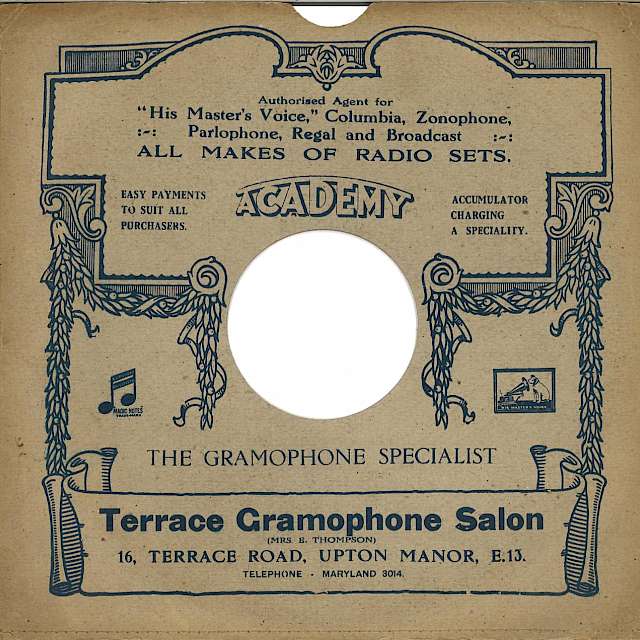 Authorised Agent for
"His Master's Voice," Columbia, Zonophone,
:-: Parlophone, Regal and Broadcast :-:
ALL MAKES OF RADIO SETS.
EASY PAYMENTS
TO SUIT ALL
PURCHASERS.
ACADEMY
ACCUMULATOR
CHARGING
A SPECIALITY.
MAGIC NOTES
TRADE MARK
HIS MASTER'S VOICE
THE GRAMOPHONE SPECIALIST
Terrace Gramophone Salon
(MRS. E. THOMPSON)
16, TERRACE ROAD, UPTON MANOR, E.13.
TELEPHONE - MARYLAND 3014.